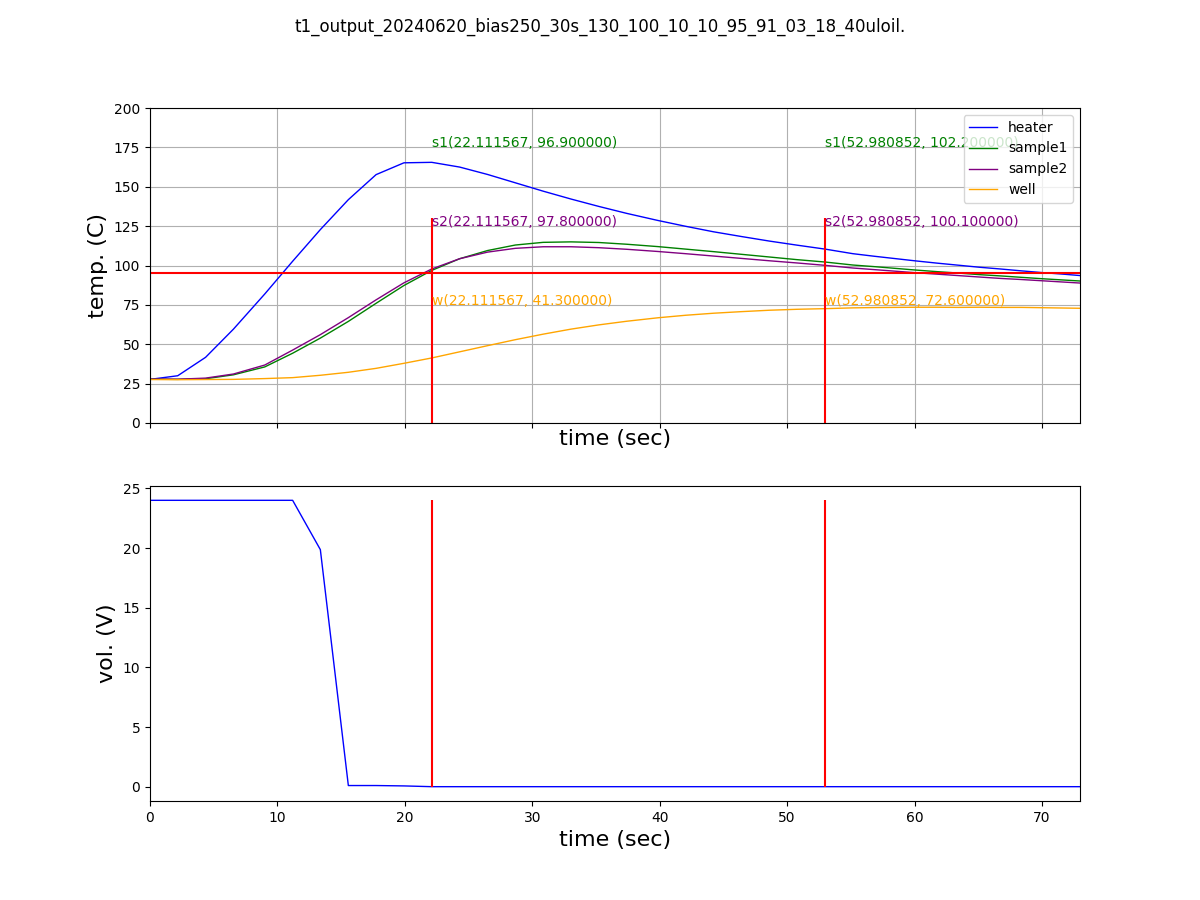 t1_output_20240620_bias250_30s_130_100_10_10_95_91_03_18_40uloil.
200
175
150
125
100
75
50
25
0
temp. (C)
s1(22.111567, 96.900000)
s1(52.980852, 102.200000)
heater
sample1
sample2
well
s2(22.111567, 97.800000)
s2(52.980852, 100.100000)
w(22.111567, 41.300000)
w(52.980852, 72.600000)
time (sec)
25
20
15
10
5
0
vol. (V)
0 10 20 30 40 50 60 70
time (sec)